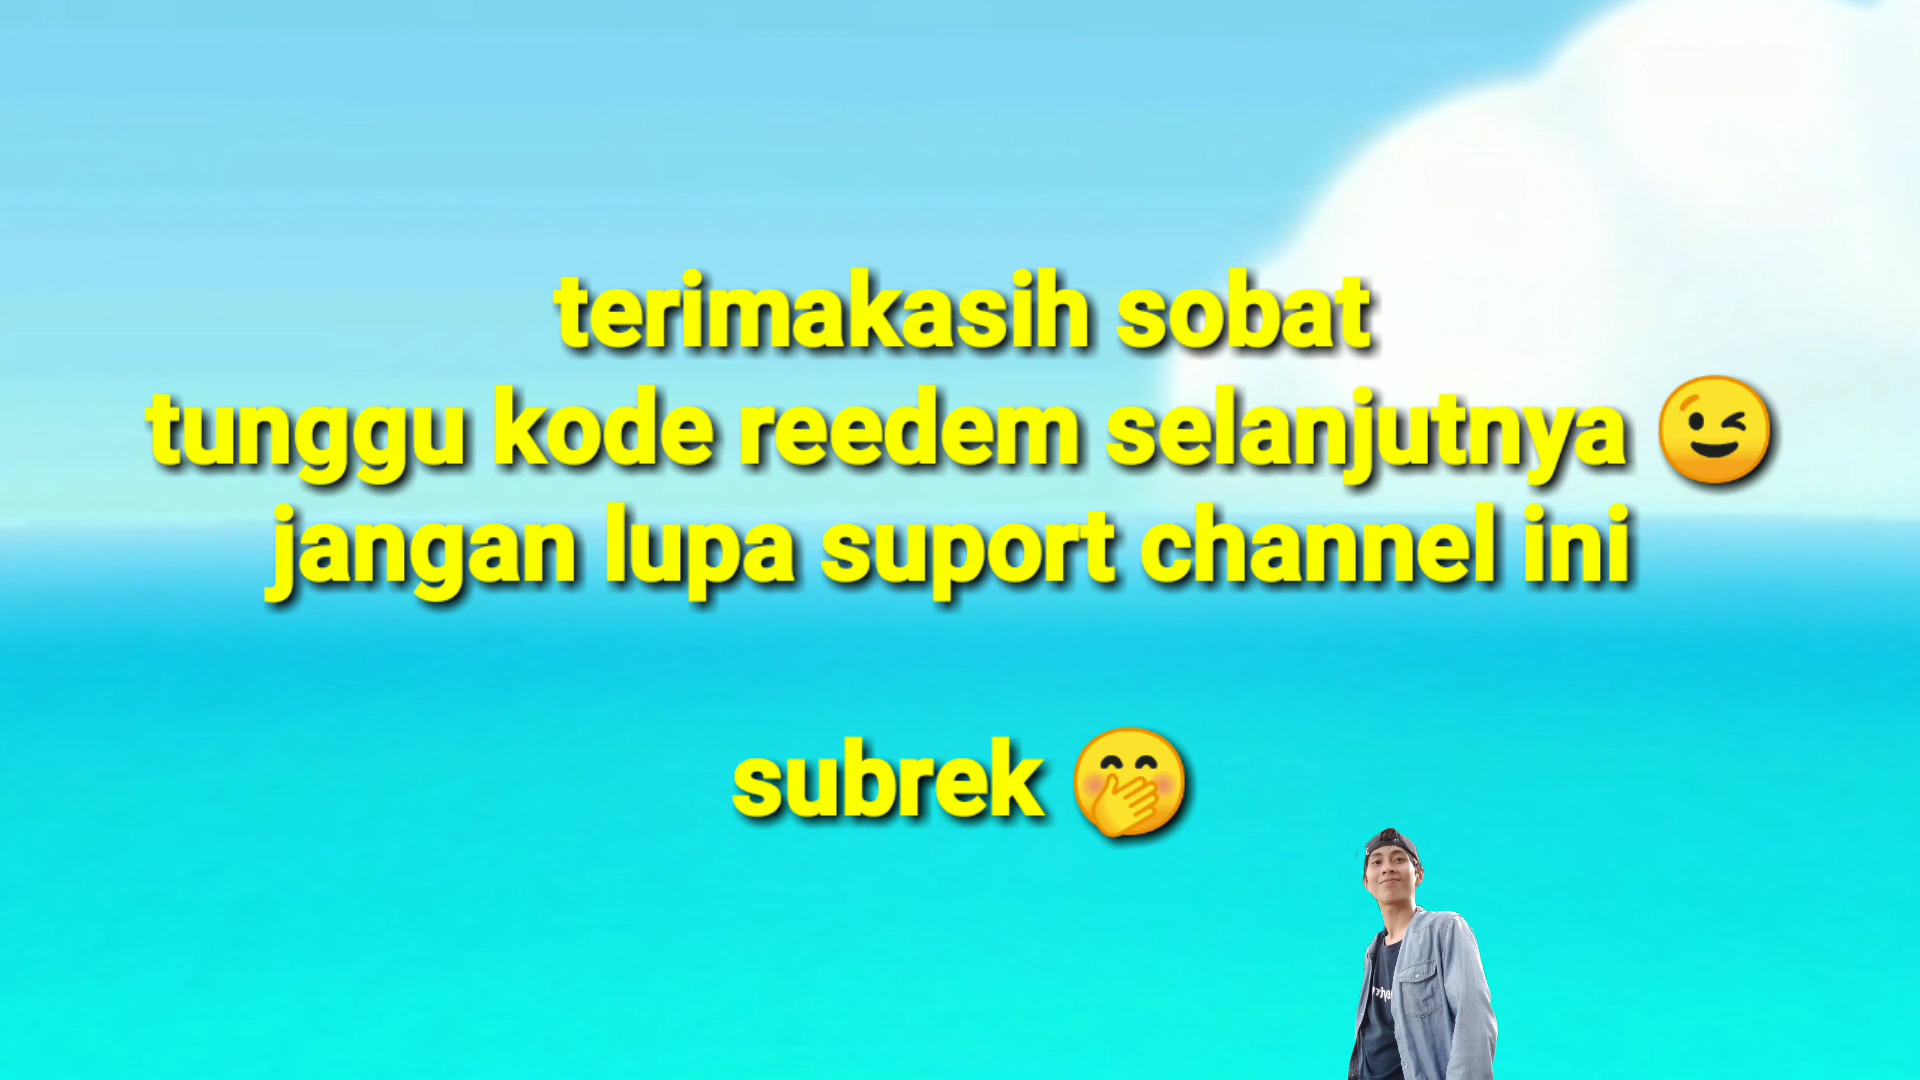 terimakasih sobat
tunggu kode reedem selanjutnya 😉
jangan lupa suport channel ini
subrek 🤭